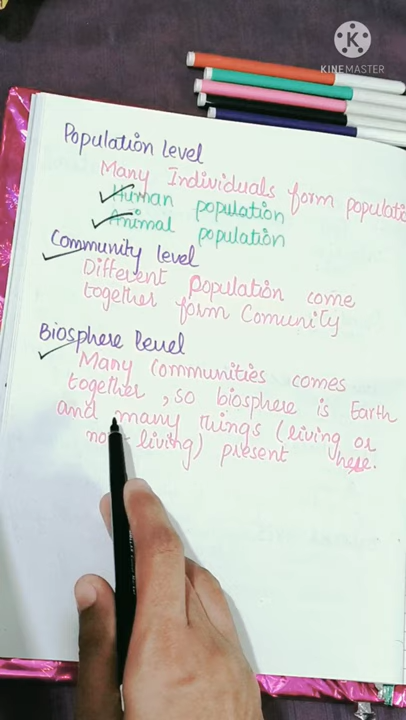 KINEMASTER
Population Level
Many Individuals form populatio
Human population
Animal population
Community level
Different Population come
together form Comunity
Biosphere level
Many Communities comes
together, so biosphere is Earth
and many things (living or
non-living) present here.